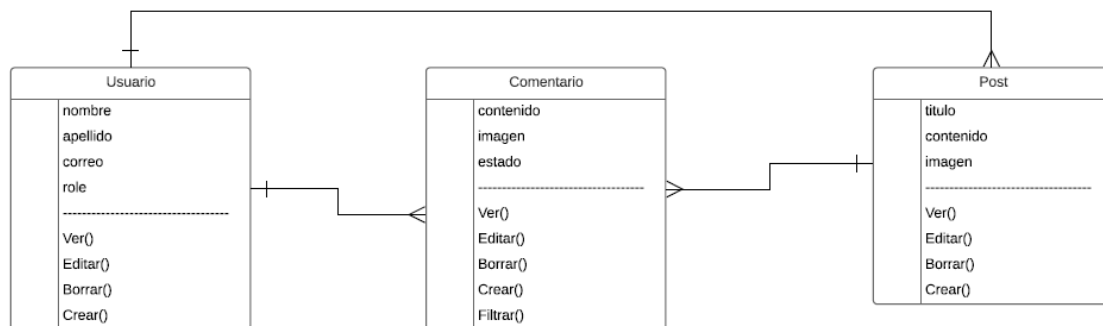 Usuario
nombre
apellido
correo
role
-----------------------------------
Ver()
Editar()
Borrar()
Crear()
Comentario
contenido
imagen
estado
-----------------------------------
Ver()
Editar()
Borrar()
Crear()
Filtrar()
Post
titulo
contenido
imagen
-----------------------------------
Ver()
Editar()
Borrar()
Crear()